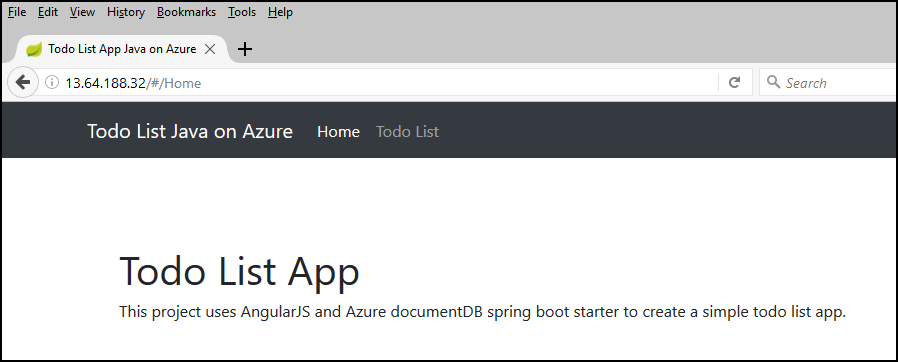 File Edit View History Bookmarks Tools Help
Todo List App Java on Azure
13.64.188.32/#/Home Search
Todo List Java on Azure Home Todo List
Todo List App
This project uses AngularJS and Azure documentDB spring boot starter to create a simple todo list app.